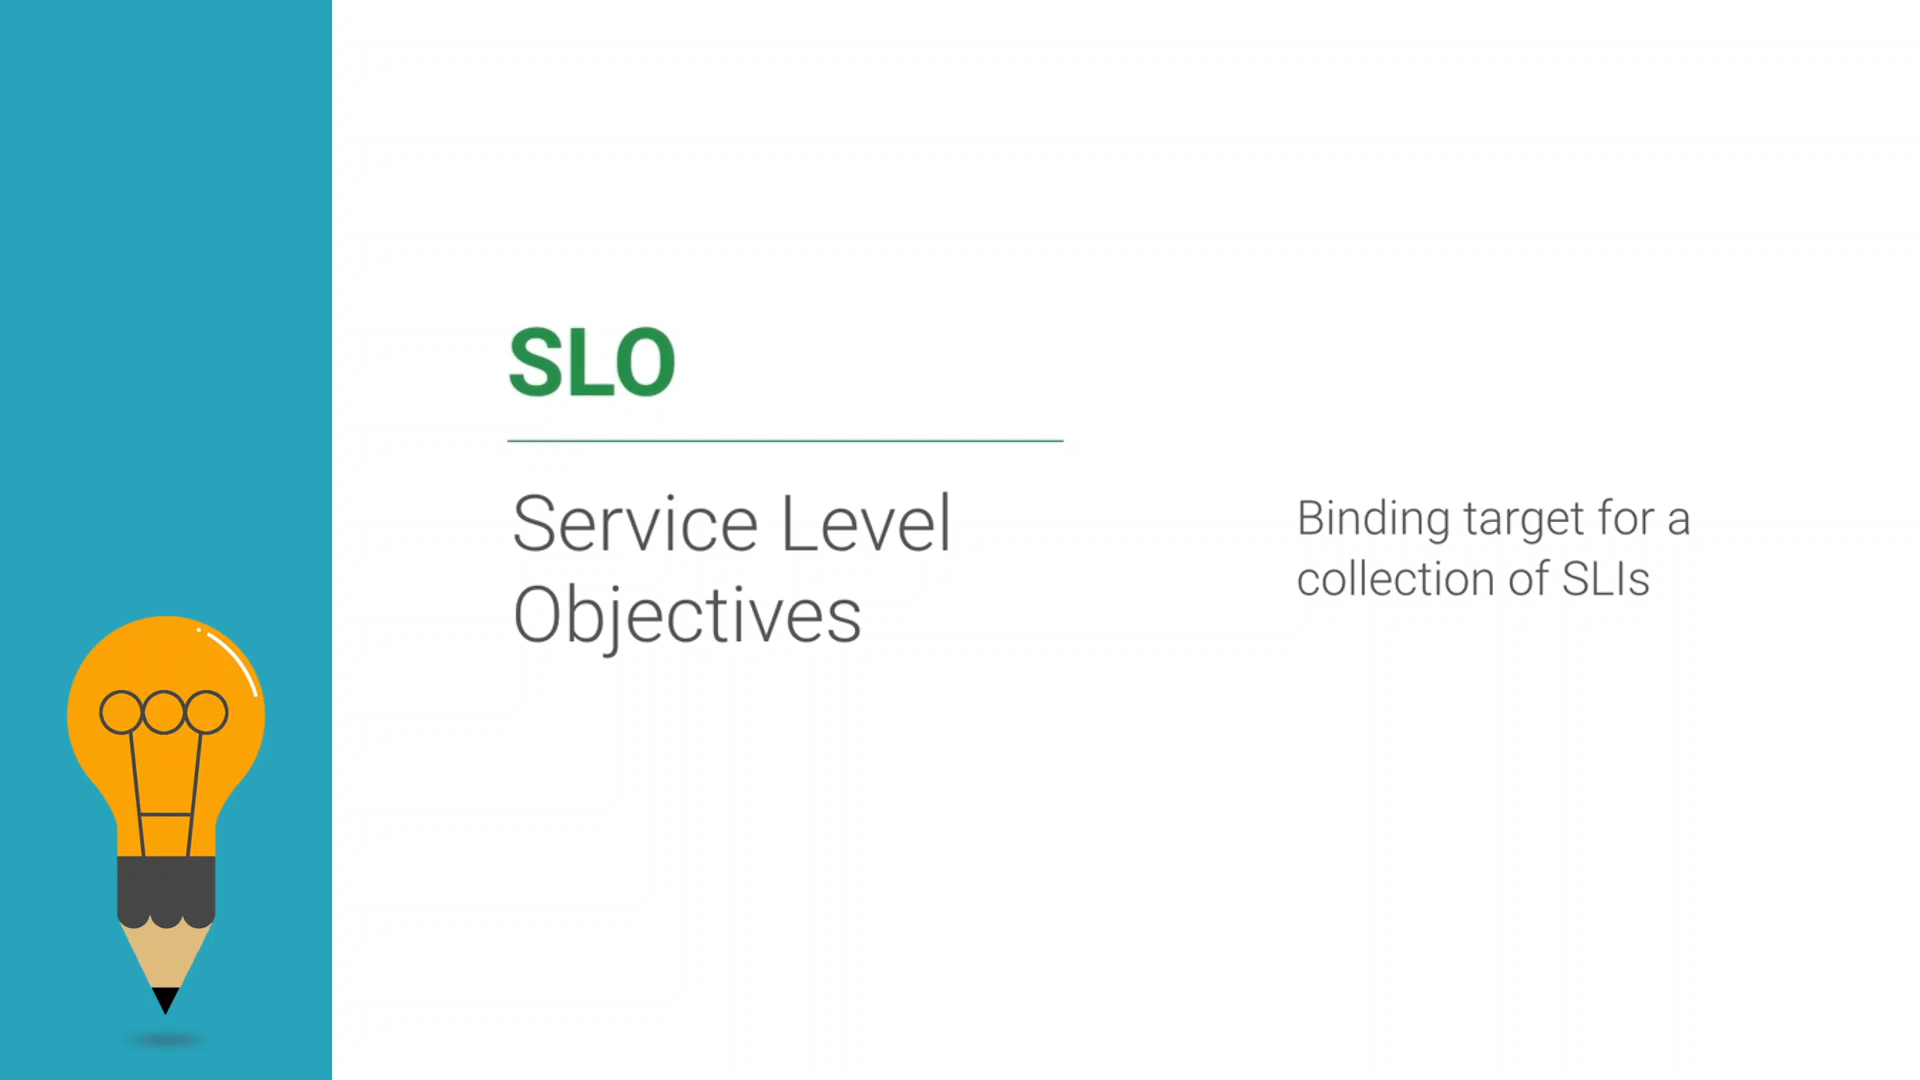 SLO
Service Level
Objectives
Binding target for a
collection of SLIs